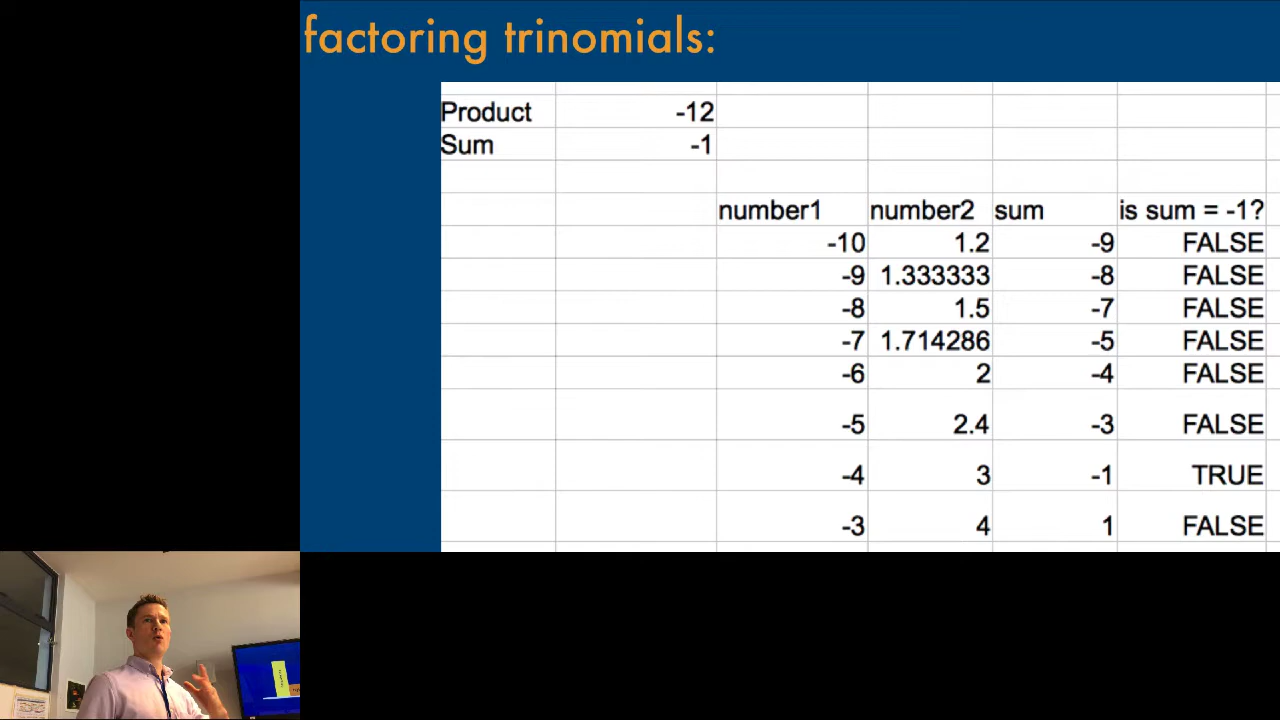 factoring trinomials:
Product -12
Sum -1
number1 number2 sum is sum = -1?
-10 1.2 -9 FALSE
-9 1.333333 -8 FALSE
-8 1.5 -7 FALSE
-7 1.714286 -5 FALSE
-6 2 -4 FALSE
-5 2.4 -3 FALSE
-4 3 -1 TRUE
-3 4 1 FALSE